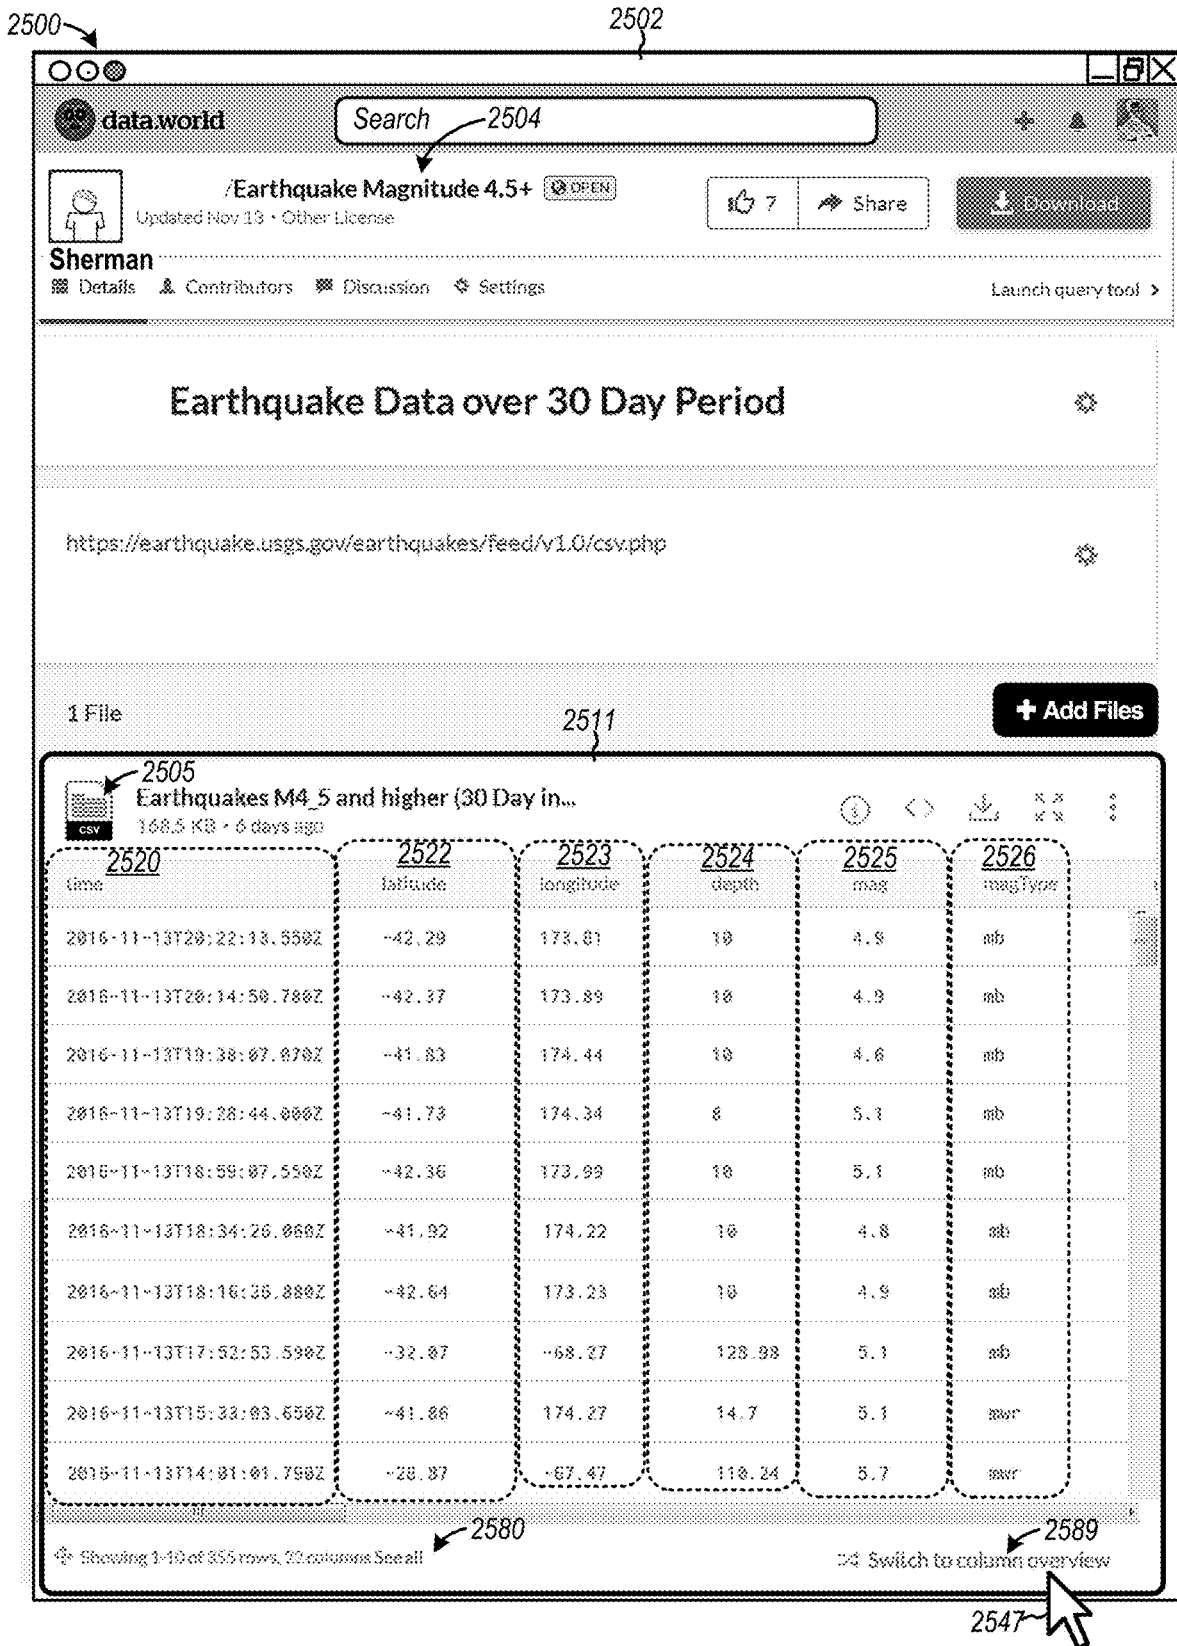 2500
2502
data.world
Search
2504
/Earthquake Magnitude 4.5+ OPEN
Updated Nov 13 • Other License
7
Share
Download
Sherman
Details Contributors Discussion Settings
Launch query tool >
Earthquake Data over 30 Day Period
https://earthquake.usgs.gov/earthquakes/feed/v1.0/csv.php
1 File
2511
+ Add Files
2505
Earthquakes M4_5 and higher (30 Day in...
CSV
168.5 KB • 6 days ago
2520 2522 2523 2524 2525 2526
time latitude longitude depth mag magType
2016-11-13T20:22:13.550Z -42.29 173.81 10 4.9 mb
2016-11-13T20:14:50.780Z -42.37 173.89 10 4.9 mb
2016-11-13T19:38:07.070Z -41.83 174.44 10 4.6 mb
2016-11-13T19:28:44.000Z -41.73 174.34 8 5.1 mb
2016-11-13T18:59:07.550Z -42.36 173.99 10 5.1 mb
2016-11-13T18:34:26.060Z -41.92 174.22 10 4.8 mb
2016-11-13T18:16:36.880Z -42.64 173.23 10 4.9 mb
2016-11-13T17:52:53.590Z -32.07 -68.27 128.98 5.1 mb
2016-11-13T15:33:03.650Z -41.86 174.27 14.7 5.1 mwr
2016-11-13T14:01:01.790Z -28.87 -67.47 110.24 5.7 mwr
2580
2589
Showing 1-10 of 355 rows, 22 columns See all
Switch to column overview
2547